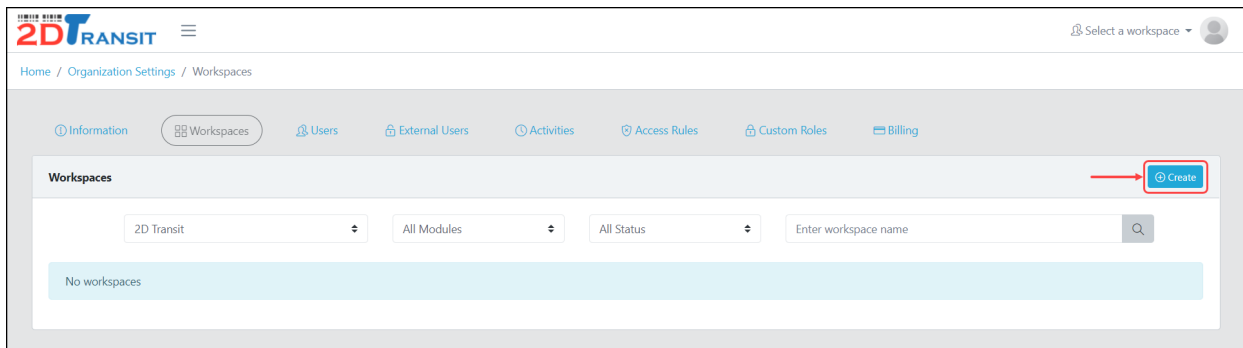 2DTRANSIT
Select a workspace
Home / Organization Settings / Workspaces
Information Workspaces Users External Users Activities Access Rules Custom Roles Billing
Workspaces Create
2D Transit All Modules All Status Enter workspace name
No workspaces